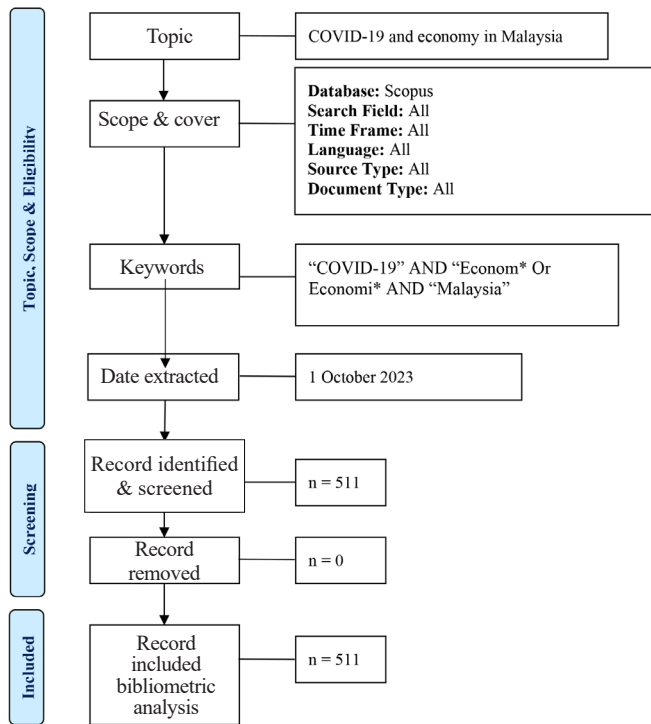 Topic, Scope & Eligibility
Topic
COVID-19 and economy in Malaysia
Scope & cover
Database: Scopus
Search Field: All
Time Frame: All
Language: All
Source Type: All
Document Type: All
Keywords
“COVID-19” AND “Econom* Or
Economi* AND “Malaysia”
Date extracted
1 October 2023
Screening
Record identified
& screened
n = 511
Record
removed
n = 0
Included
Record
included
bibliometric
analysis
n = 511